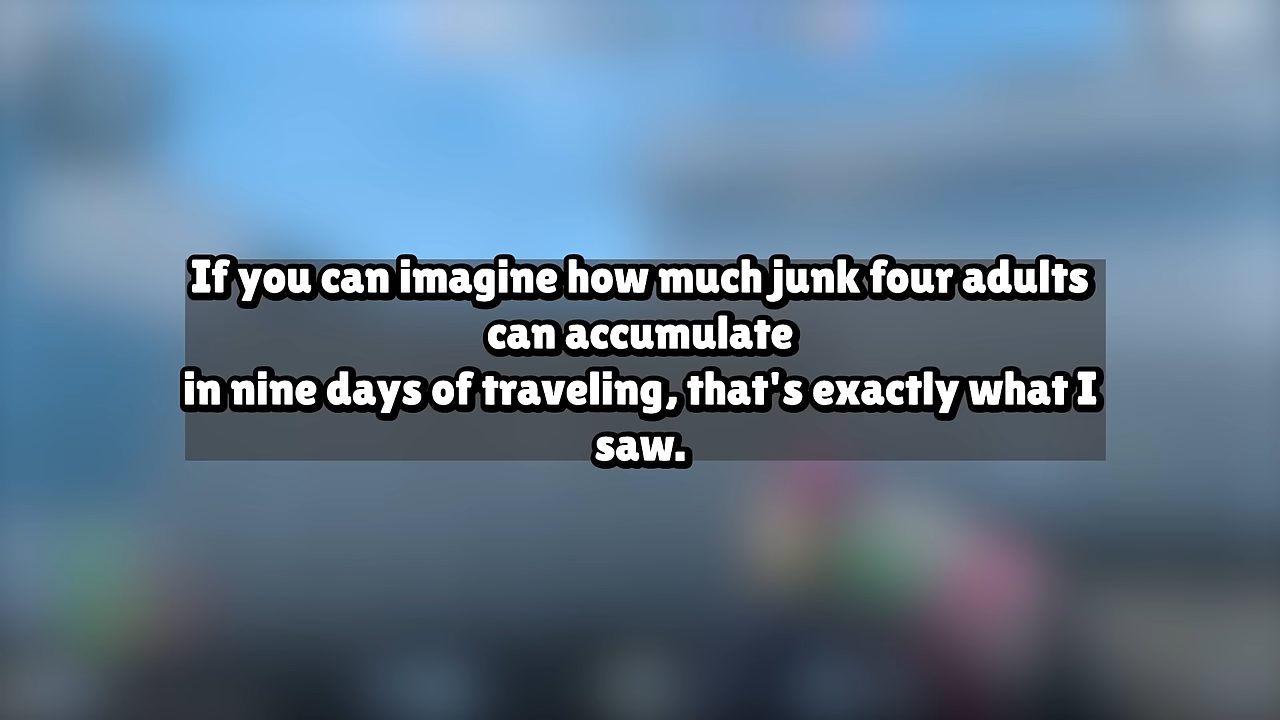 If you can imagine how much junk four adults
can accumulate
in nine days of traveling, that's exactly what I
saw.